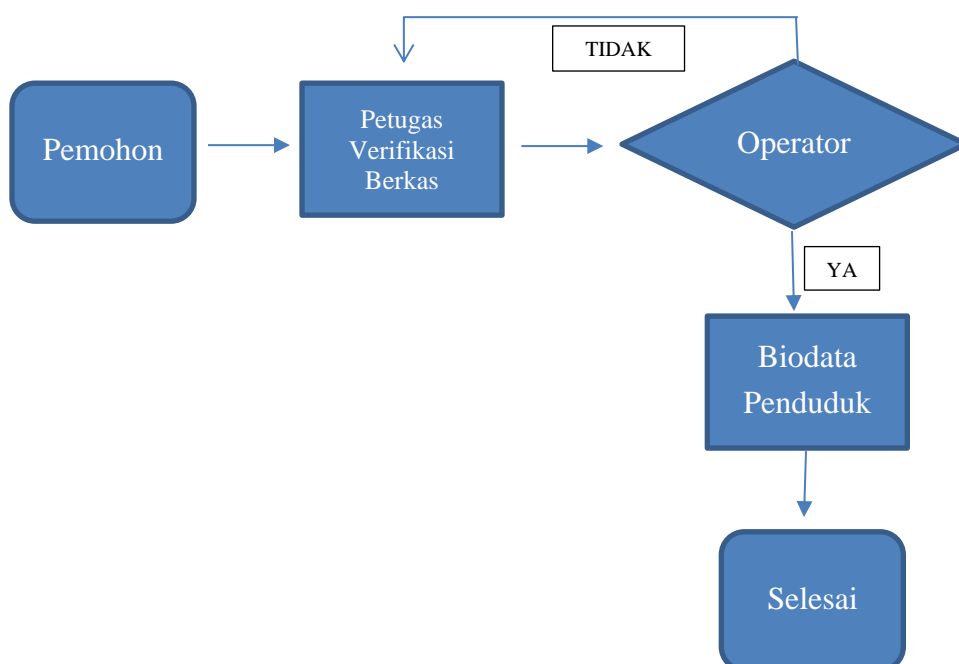 TIDAK
Pemohon
Petugas
Verifikasi
Berkas
Operator
YA
Biodata
Penduduk
Selesai